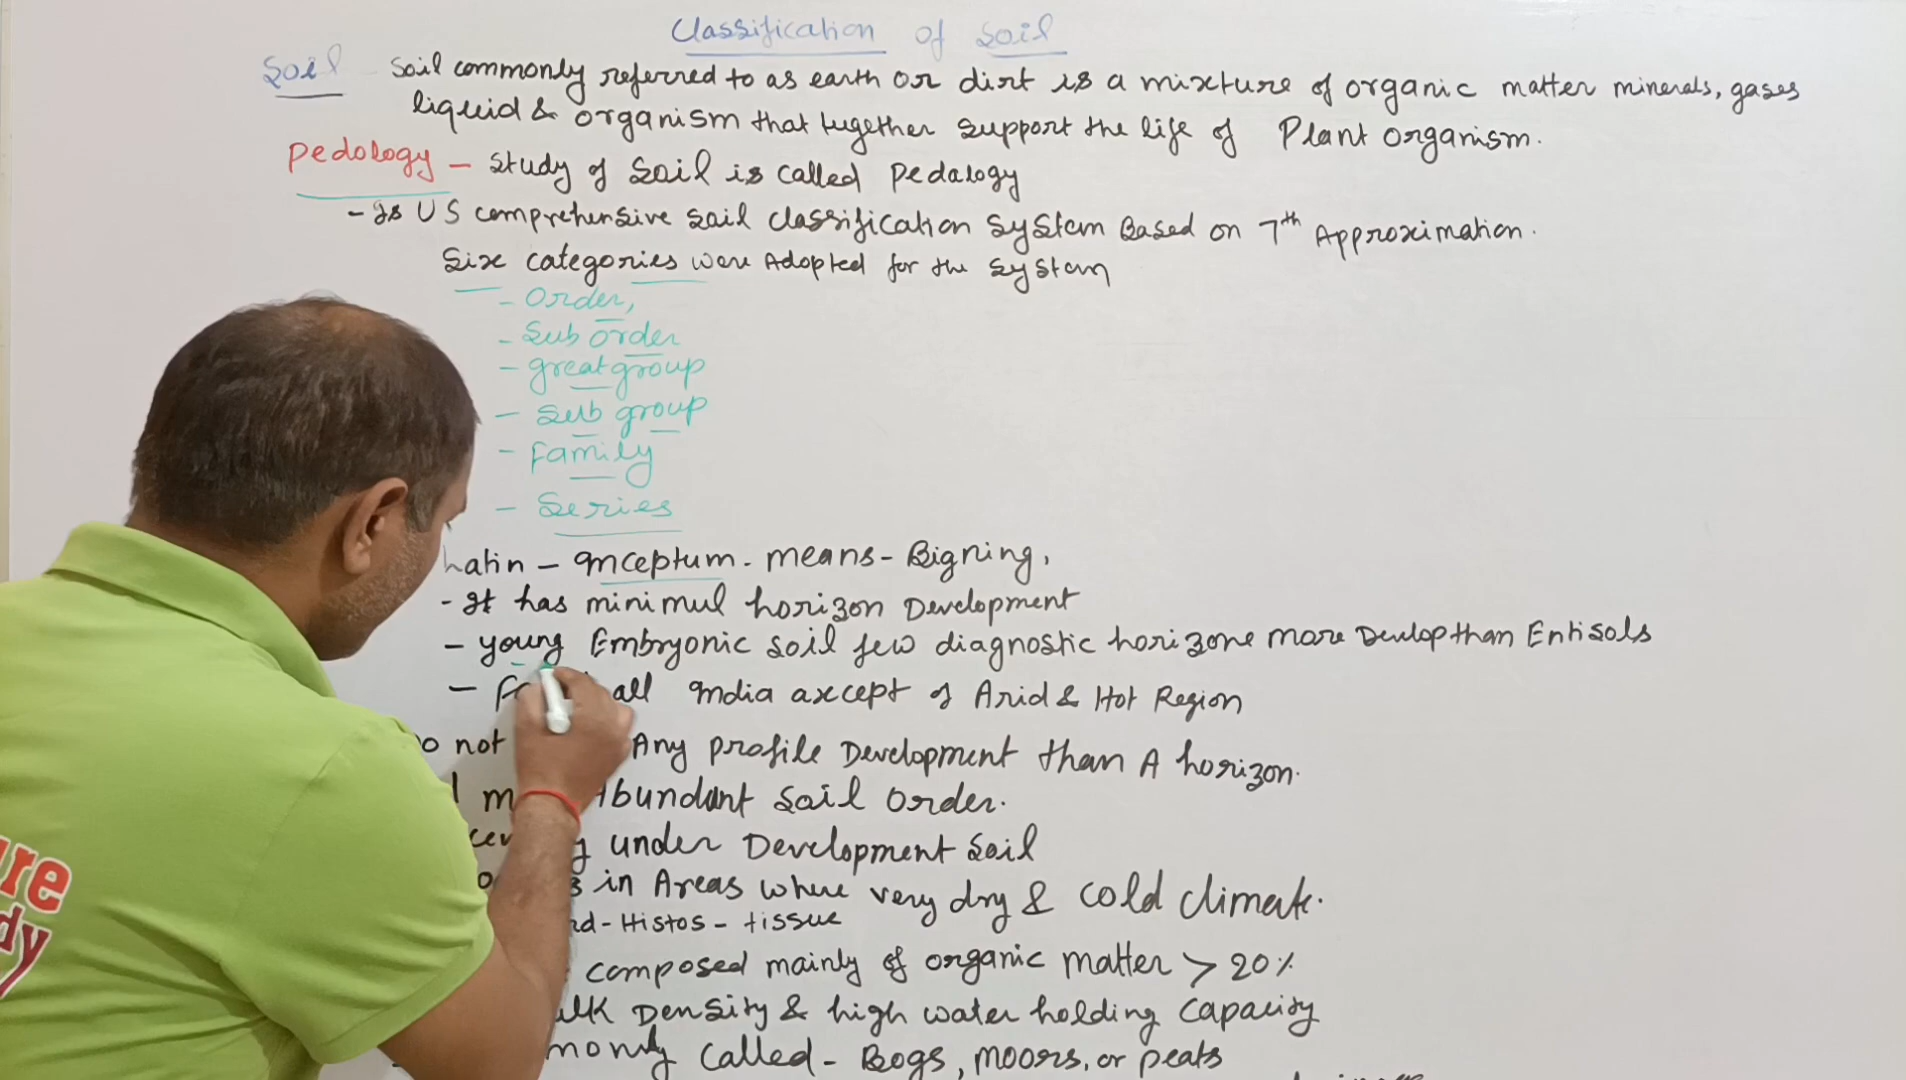 Classification of Soil
Soil Soil commonly referred to as earth or dirt is a mixture of organic matter minerals, gases
liquid & organism that tugether support the life of Plant organism.
Pedology - Study of Soil is called Pedalogy
- Is US comprehensive Sail classification System Based on 7th Approximation.
Six categories were Adopted for the System
- Order,
- Sub order
- great group
- Sub group
- Family
- Series
Latin - Inceptum - means - Bigning,
- It has minimul horizon Development
- young Embryonic Soil few diagnostic horizone more Devlop than Entisols
- all India axcept of Arid & Hot Region
not Any profile Development than A horizon.
Abundant Sail Order.
under Development Soil
in Areas where very dry & cold climate.
- Histos - tissue
composed mainly of organic matter > 20%
Density & high water holding Capacity
called - Bogs, moors, or peats